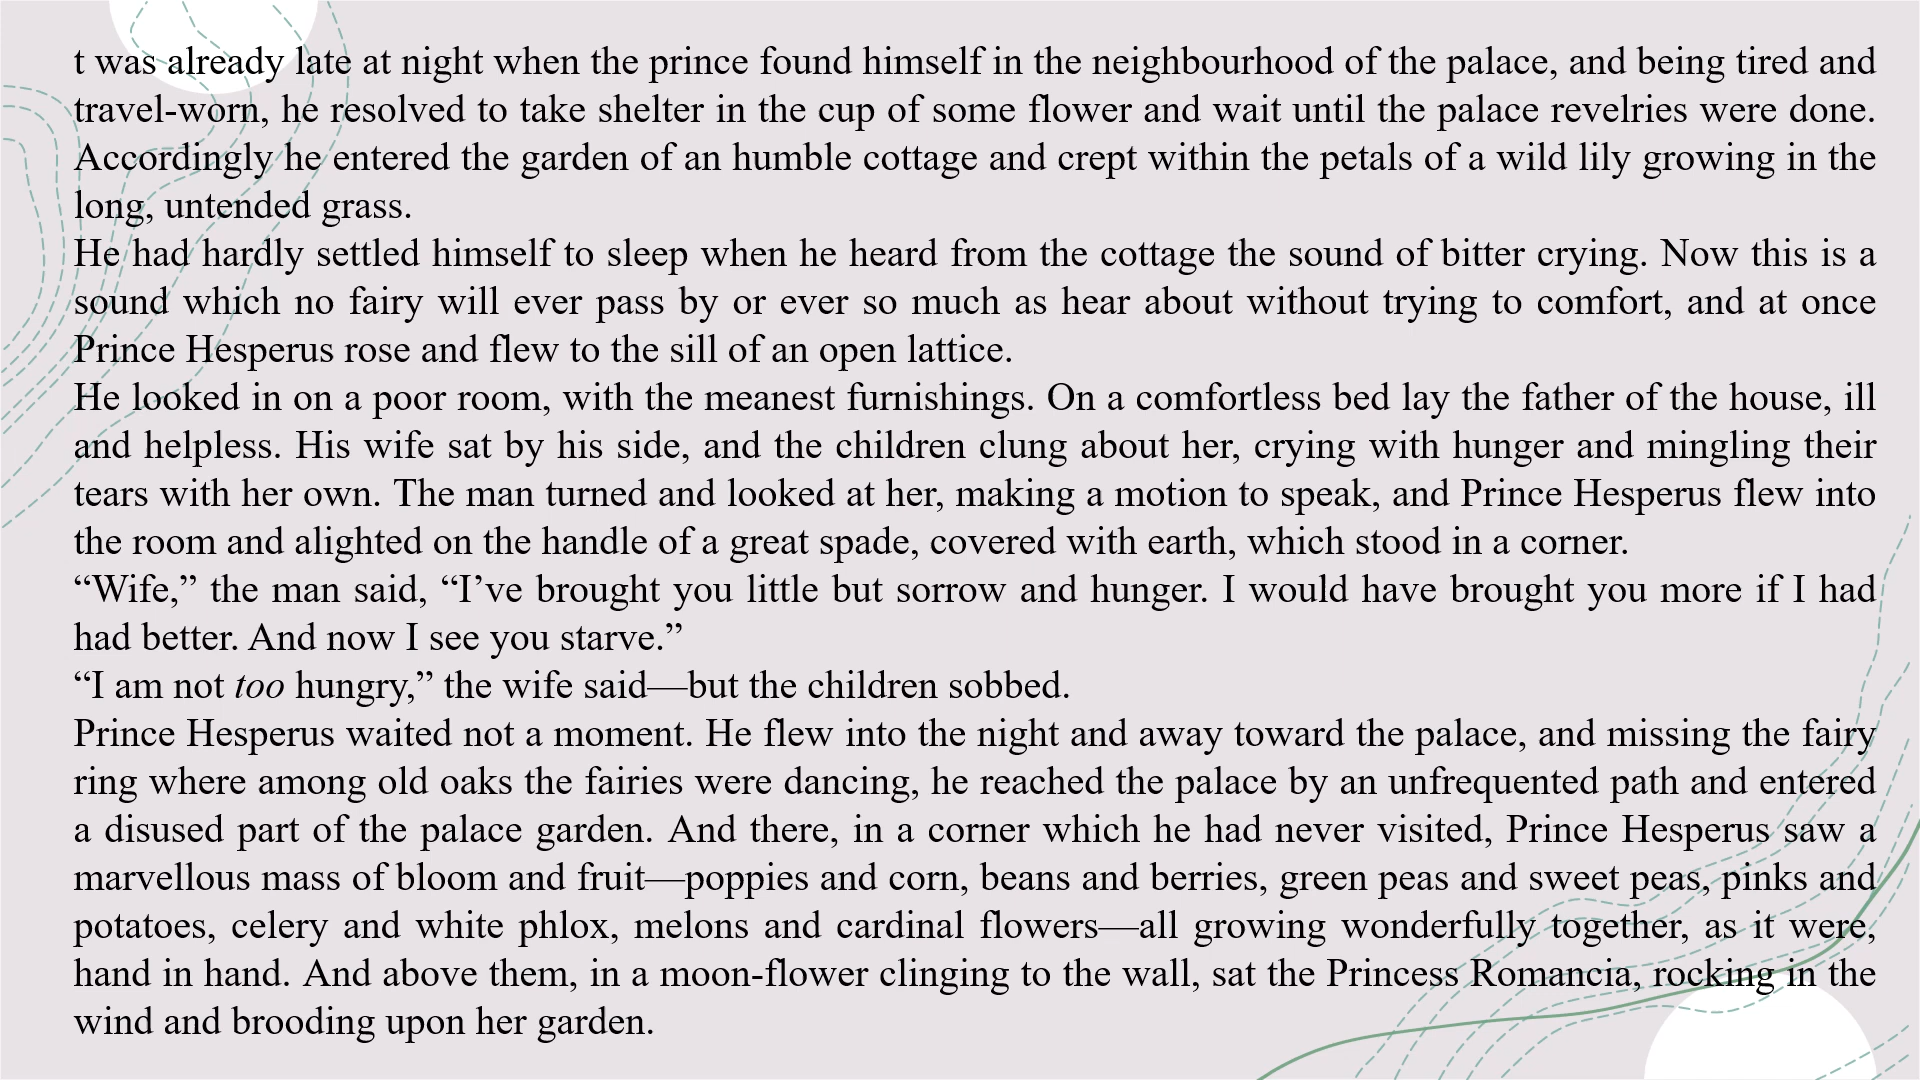 t was already late at night when the prince found himself in the neighbourhood of the palace, and being tired and
travel-worn, he resolved to take shelter in the cup of some flower and wait until the palace revelries were done.
Accordingly he entered the garden of an humble cottage and crept within the petals of a wild lily growing in the
long, untended grass.
He had hardly settled himself to sleep when he heard from the cottage the sound of bitter crying. Now this is a
sound which no fairy will ever pass by or ever so much as hear about without trying to comfort, and at once
Prince Hesperus rose and flew to the sill of an open lattice.
He looked in on a poor room, with the meanest furnishings. On a comfortless bed lay the father of the house, ill
and helpless. His wife sat by his side, and the children clung about her, crying with hunger and mingling their
tears with her own. The man turned and looked at her, making a motion to speak, and Prince Hesperus flew into
the room and alighted on the handle of a great spade, covered with earth, which stood in a corner.
“Wife,” the man said, “I’ve brought you little but sorrow and hunger. I would have brought you more if I had
had better. And now I see you starve.”
“I am not too hungry,” the wife said—but the children sobbed.
Prince Hesperus waited not a moment. He flew into the night and away toward the palace, and missing the fairy
ring where among old oaks the fairies were dancing, he reached the palace by an unfrequented path and entered
a disused part of the palace garden. And there, in a corner which he had never visited, Prince Hesperus saw a
marvellous mass of bloom and fruit—poppies and corn, beans and berries, green peas and sweet peas, pinks and
potatoes, celery and white phlox, melons and cardinal flowers—all growing wonderfully together, as it were,
hand in hand. And above them, in a moon-flower clinging to the wall, sat the Princess Romancia, rocking in the
wind and brooding upon her garden.